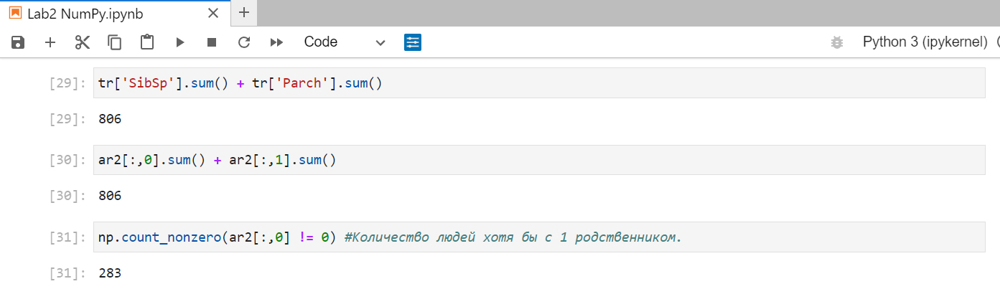 Lab2 NumPy.ipynb
Code
Python 3 (ipykernel)
[29]: tr['SibSp'].sum() + tr['Parch'].sum()
[29]: 806
[30]: ar2[:,0].sum() + ar2[:,1].sum()
[30]: 806
[31]: np.count_nonzero(ar2[:,0] != 0) #Количество людей хотя бы с 1 родственником.
[31]: 283